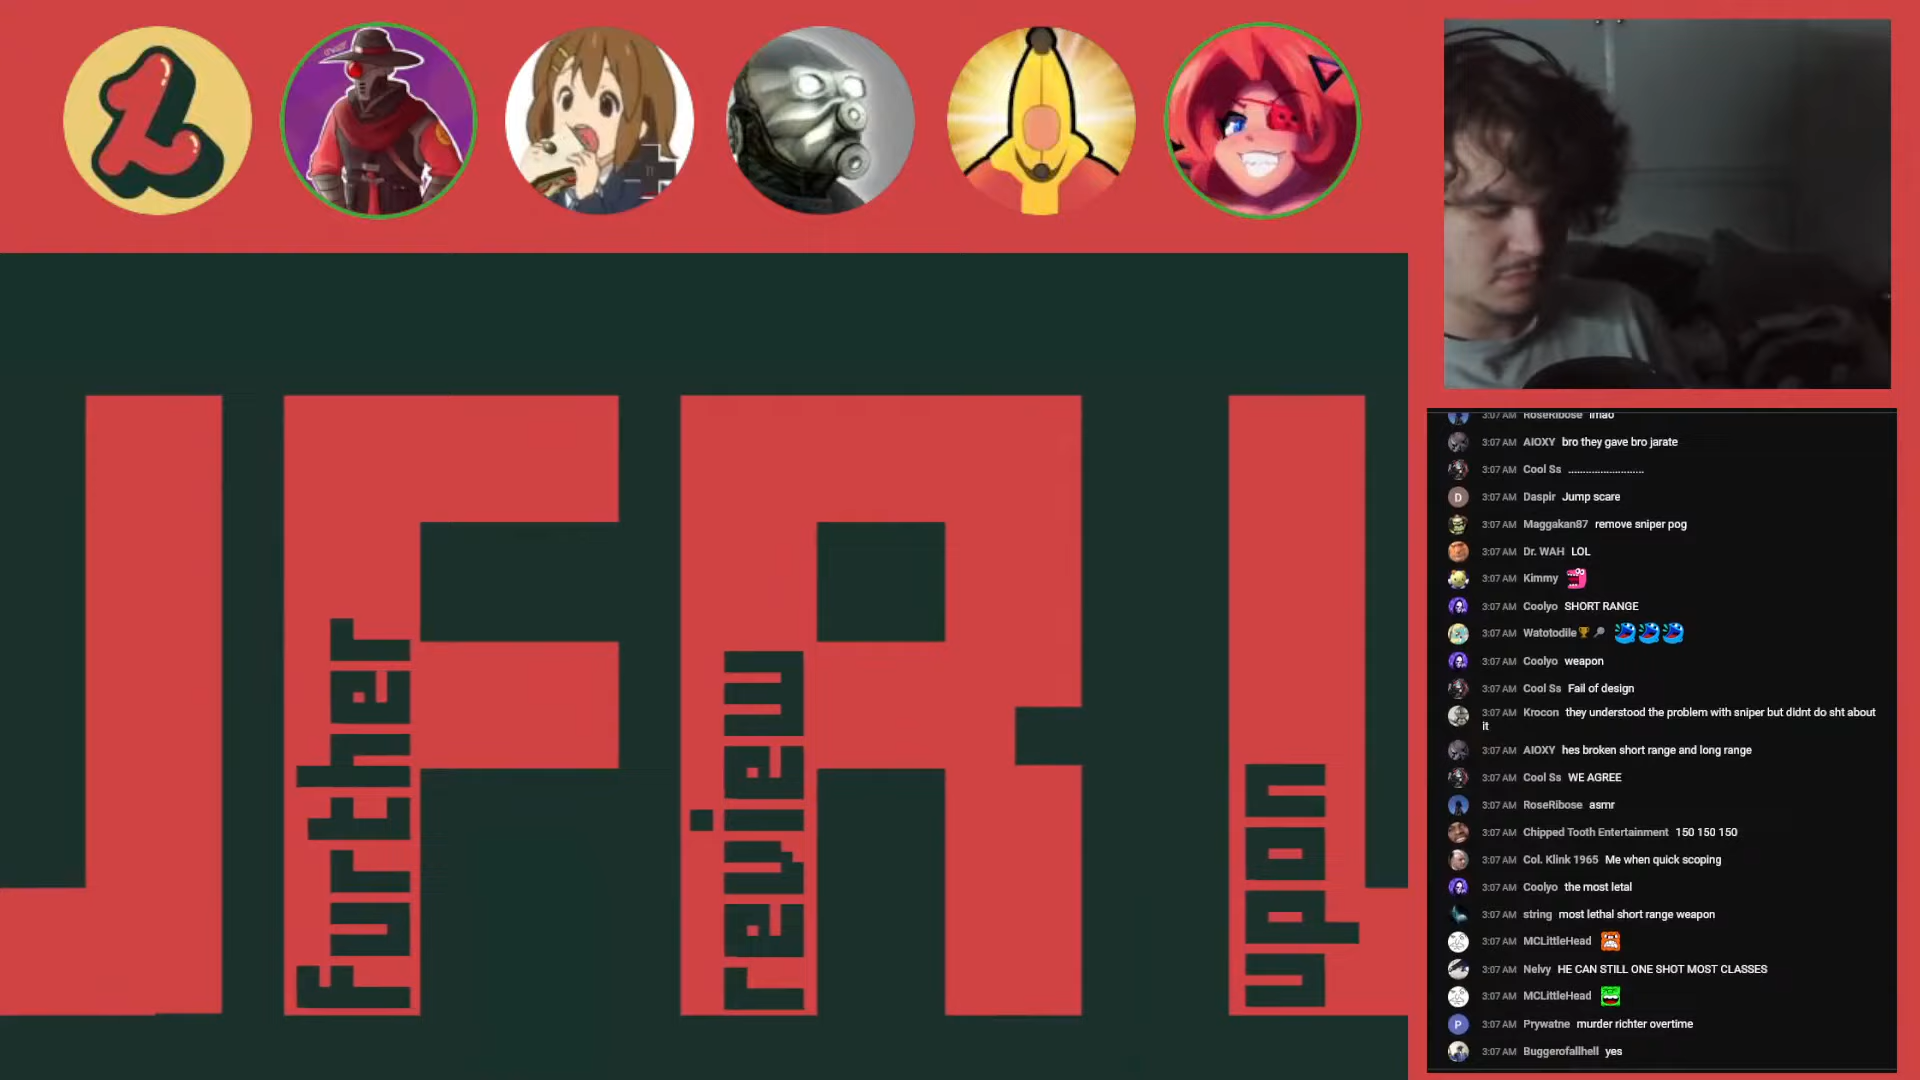 UFRU
further
review
upon
3:07 AM RoseRibose lmao
3:07 AM AIOXY bro they gave bro jarate
3:07 AM Cool Ss .........................
3:07 AM Daspir Jump scare
3:07 AM Maggakan87 remove sniper pog
3:07 AM Dr. WAH LOL
3:07 AM Kimmy
3:07 AM Coolyo SHORT RANGE
3:07 AM Watotodile
3:07 AM Coolyo weapon
3:07 AM Cool Ss Fail of design
3:07 AM Krocon they understood the problem with sniper but didnt do sht about
it
3:07 AM AIOXY hes broken short range and long range
3:07 AM Cool Ss WE AGREE
3:07 AM RoseRibose asmr
3:07 AM Chipped Tooth Entertainment 150 150 150
3:07 AM Col. Klink 1965 Me when quick scoping
3:07 AM Coolyo the most letal
3:07 AM string most lethal short range weapon
3:07 AM MCLittleHead
3:07 AM Nelvy HE CAN STILL ONE SHOT MOST CLASSES
3:07 AM MCLittleHead
P 3:07 AM Prywatne murder richter overtime
3:07 AM Buggerofallhell yes